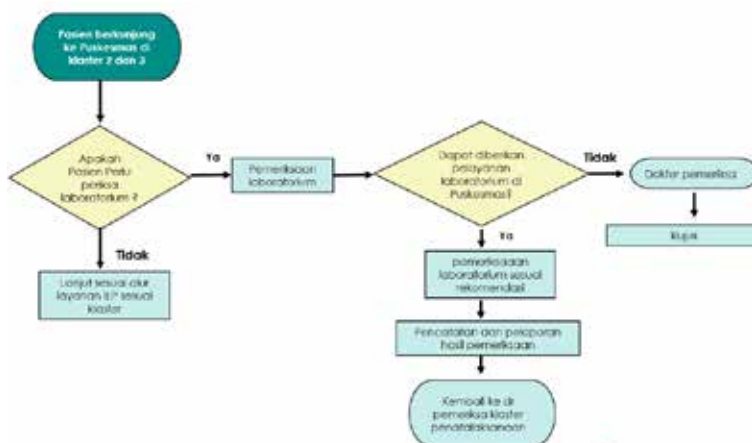 Pasien berkunjung
ke Puskesmas di
klaster 2 dan 3
Apakah
Pasien Perlu
periksa
laboratorium ?
Ya
Pemeriksaan
laboratorium
Dapat diberikan
pelayanan
laboratorium di
Puskesmas?
Tidak
Dokter pemeriksa
Rujuk
Tidak
Lanjut sesuai alur
layanan ILP sesuai
klaster
Ya
pemeriksaan
laboratorium sesuai
rekomendasi
Pencatatan dan pelaporan
hasil pemeriksaan
Kembali ke dr
pemeriksa klaster
penatalaksanaan